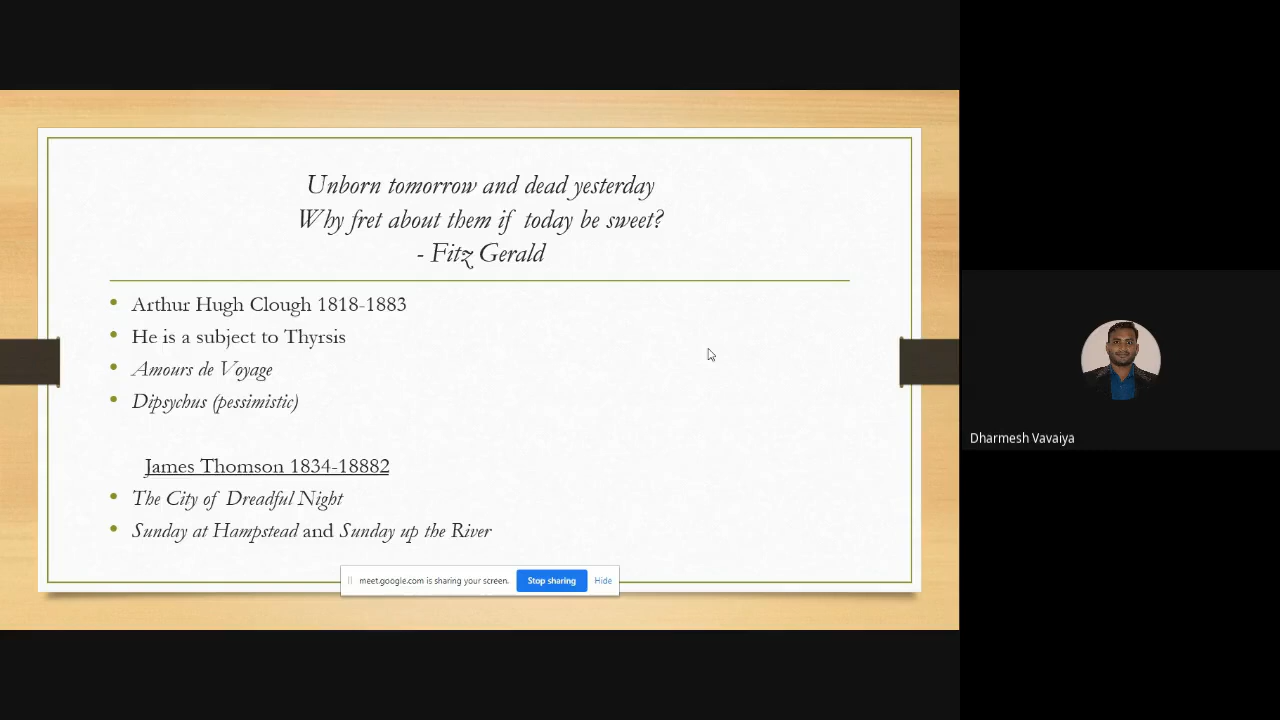 Unborn tomorrow and dead yesterday
Why fret about them if today be sweet?
- Fitz Gerald
• Arthur Hugh Clough 1818-1883
• He is a subject to Thyrsis
• Amours de Voyage
• Dipsychus (pessimistic)
James Thomson 1834-18882
• The City of Dreadful Night
• Sunday at Hampstead and Sunday up the River
meet.google.com is sharing your screen. Stop sharing Hide
Dharmesh Vavaiya